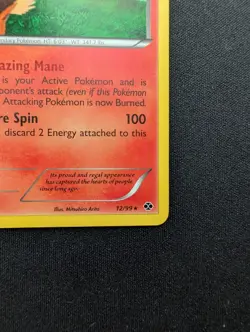 endary Pokémon. HT: 6'03" WT: 341.7 lbs.
azing Mane
is your Active Pokémon and is
ponent's attack (even if this Pokémon
Attacking Pokémon is now Burned.
re Spin 100
discard 2 Energy attached to this
Its proud and regal appearance
has captured the hearts of people
since long ago.
Illus. Mitsuhiro Arita
12/99 ★